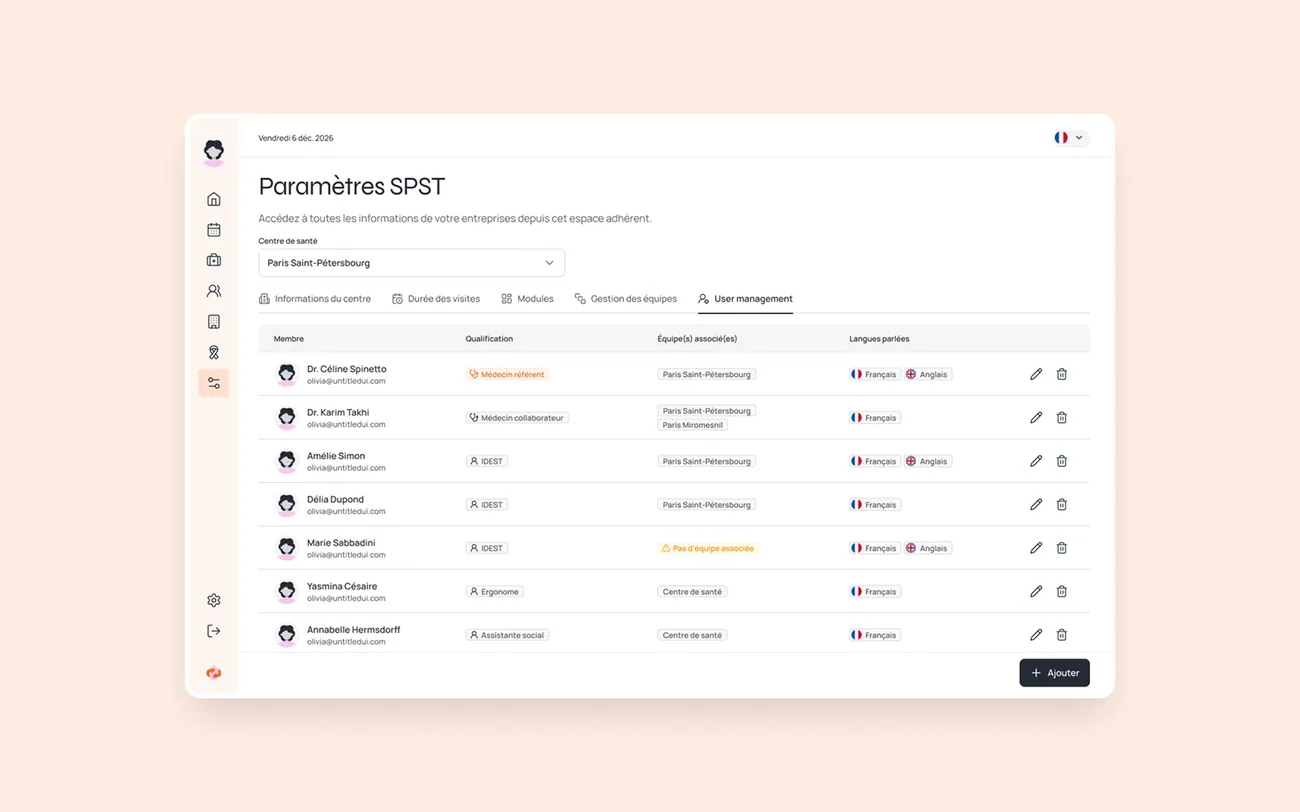 Vendredi 6 déc. 2026
Paramètres SPST
Accédez à toutes les informations de votre entreprises depuis cet espace adhérent.
Centre de santé
Paris Saint-Pétersbourg
Informations du centre Durée des visites Modules Gestion des équipes User management
Membre Qualification Équipe(s) associé(es) Langues parlées
Dr. Céline Spinetto
olivia@untitledui.com
Médecin référent Paris Saint-Pétersbourg Français Anglais
Dr. Karim Takhi
olivia@untitledui.com
Médecin collaborateur Paris Saint-Pétersbourg
Paris Miromesnil
Français
Amélie Simon
olivia@untitledui.com
IDEST Paris Saint-Pétersbourg Français Anglais
Délia Dupond
olivia@untitledui.com
IDEST Paris Saint-Pétersbourg Français
Marie Sabbadini
olivia@untitledui.com
IDEST Pas d'équipe associée Français Anglais
Yasmina Césaire
olivia@untitledui.com
Ergonome Centre de santé Français
Annabelle Hermsdorff
olivia@untitledui.com
Assistante social Centre de santé Français
Ajouter